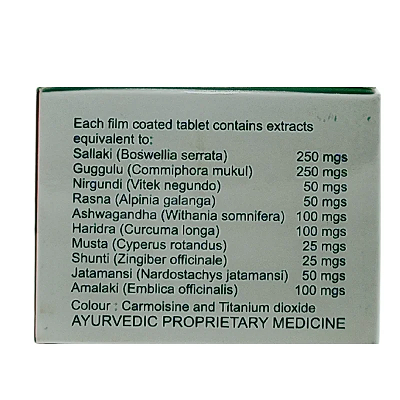 Each film coated tablet contains extracts
equivalent to:
Sallaki (Boswellia serrata) 250 mgs
Guggulu (Commiphora mukul) 250 mgs
Nirgundi (Vitek negundo) 50 mgs
Rasna (Alpinia galanga) 50 mgs
Ashwagandha (Withania somnifera) 100 mgs
Haridra (Curcuma longa) 100 mgs
Musta (Cyperus rotandus) 25 mgs
Shunti (Zingiber officinale) 25 mgs
Jatamansi (Nardostachys jatamansi) 50 mgs
Amalaki (Emblica officinalis) 100 mgs
Colour : Carmoisine and Titanium dioxide
AYURVEDIC PROPRIETARY MEDICINE